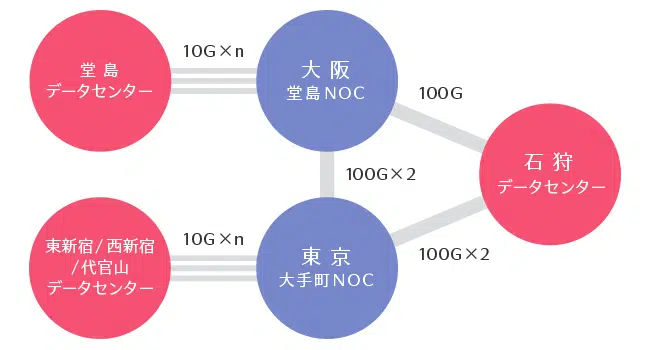 堂島
データセンター
10G×n
大阪
堂島NOC
100G
石狩
データセンター
100G×2
東新宿/西新宿
/代官山
データセンター
10G×n
東京
大手町NOC
100G×2